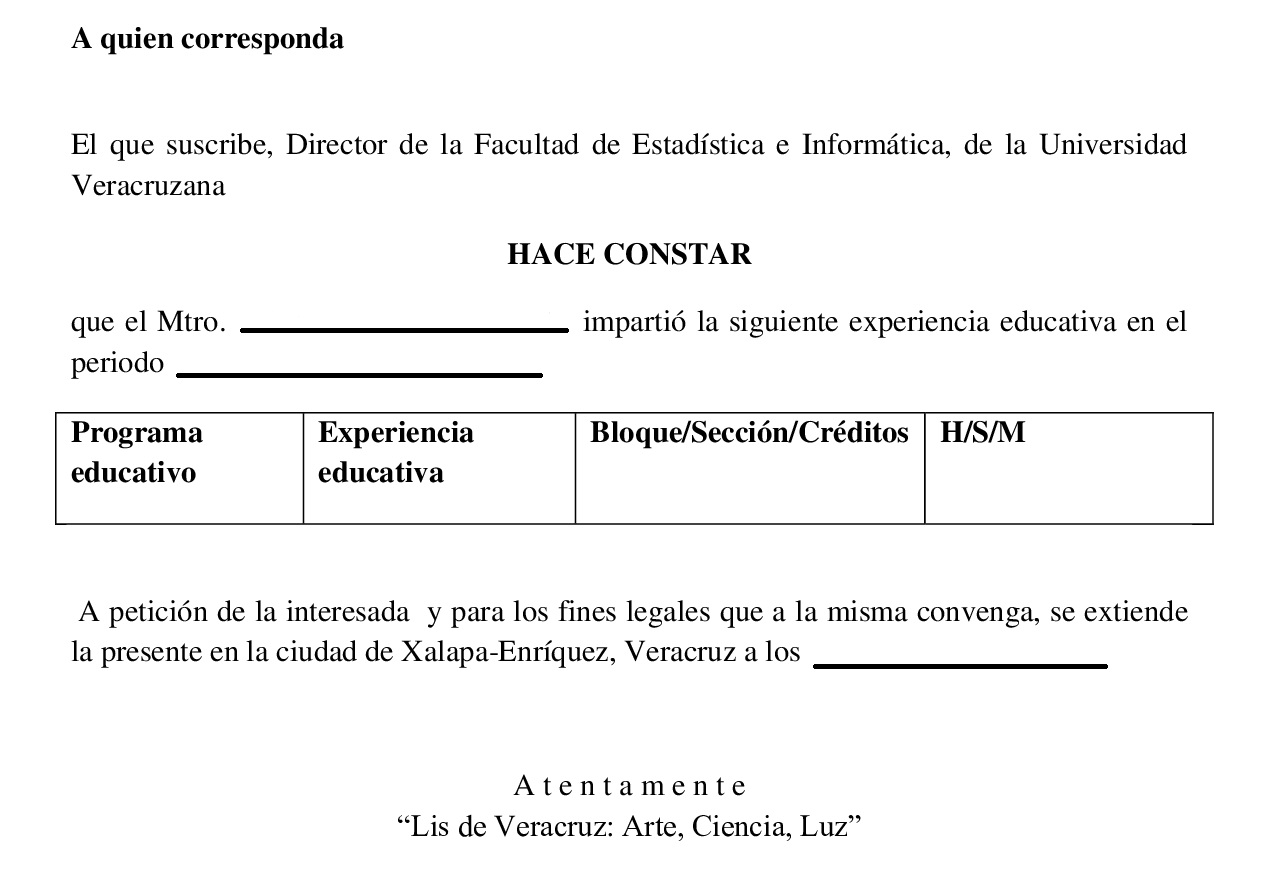 A quien corresponda
El que suscribe, Director de la Facultad de Estadística e Informática, de la Universidad
Veracruzana
HACE CONSTAR
que el Mtro. impartió la siguiente experiencia educativa en el
periodo
Programa educativo
Experiencia educativa
Bloque/Sección/Créditos
H/S/M
A petición de la interesada y para los fines legales que a la misma convenga, se extiende
la presente en la ciudad de Xalapa-Enríquez, Veracruz a los
A t e n t a m e n t e
“Lis de Veracruz: Arte, Ciencia, Luz”